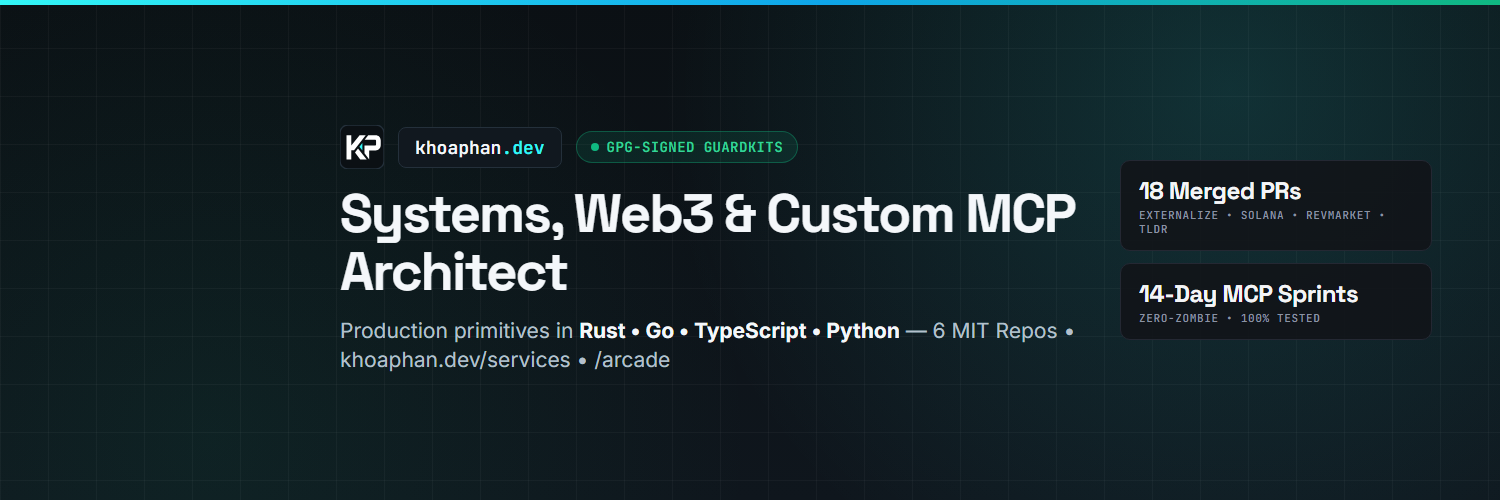 KP
khoaphan.dev
GPG-SIGNED GUARDKITS
Systems, Web3 & Custom MCP
Architect
Production primitives in Rust • Go • TypeScript • Python — 6 MIT Repos •
khoaphan.dev/services • /arcade
18 Merged PRs
EXTERNALIZE • SOLANA • REVMARKET •
TLDR
14-Day MCP Sprints
ZERO-ZOMBIE • 100% TESTED